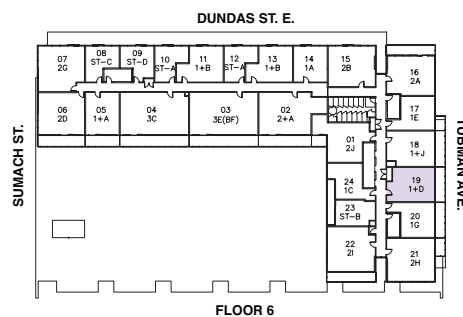 DUNDAS ST. E.
07
2G
08
ST-C
09
ST-D
10
ST-A
11
1+B
12
ST-A
13
1+B
14
1A
15
2B
16
2A
17
1E
06
2D
05
1+A
04
3C
03
3E(BF)
02
2+A
01
2J
18
1+J
19
1+D
24
1C
23
ST-B
20
1G
22
2I
21
2H
SUMACH ST.
TUBMAN AVE.
FLOOR 6